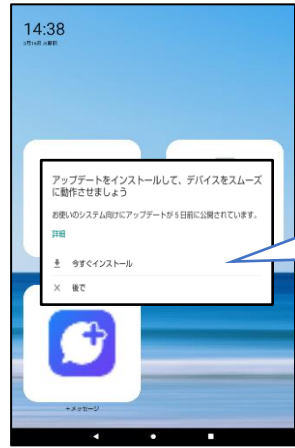 14:38
アップデートをインストールして、デバイスをスムーズ
に動作させましょう
お使いのシステム向けにアップデートが 5 日前に公開されています。
詳細
今すぐインストール
後で
+メッセージ